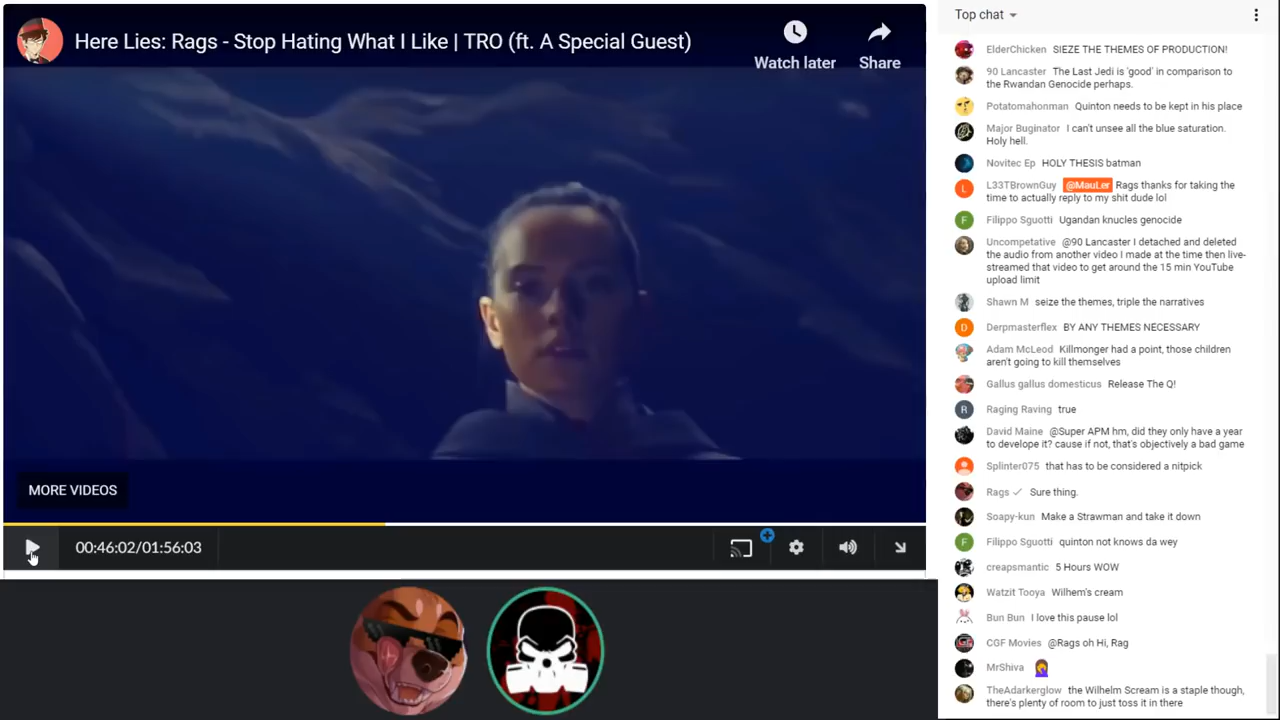 Here Lies: Rags - Stop Hating What I Like | TRO (ft. A Special Guest)
Watch later
Share
MORE VIDEOS
00:46:02/01:56:03
Top chat
ElderChicken SIEZE THE THEMES OF PRODUCTION!
90 Lancaster The Last Jedi is 'good' in comparison to
the Rwandan Genocide perhaps.
Potatomahonman Quinton needs to be kept in his place
Major Buginator I can't unsee all the blue saturation.
Holy hell.
Novitec Ep HOLY THESIS batman
L L33TBrownGuy @MauLer Rags thanks for taking the
time to actually reply to my shit dude lol
F Filippo Sguotti Ugandan knucles genocide
Uncompetative @90 Lancaster I detached and deleted
the audio from another video I made at the time then live-
streamed that video to get around the 15 min YouTube
upload limit
Shawn M seize the themes, triple the narratives
D Derpmasterflex BY ANY THEMES NECESSARY
Adam McLeod Killmonger had a point, those children
aren't going to kill themselves
Gallus gallus domesticus Release The Q!
R Raging Raving true
David Maine @Super APM hm, did they only have a year
to develope it? cause if not, that's objectively a bad game
Splinter075 that has to be considered a nitpick
Rags Sure thing.
Soapy-kun Make a Strawman and take it down
F Filippo Sguotti quinton not knows da wey
creapsmantic 5 Hours WOW
Watzit Tooya Wilhem's cream
Bun Bun I love this pause lol
CGF Movies @Rags oh Hi, Rag
MrShiva
TheAdarkerglow the Wilhelm Scream is a staple though,
there's plenty of room to just toss it in there